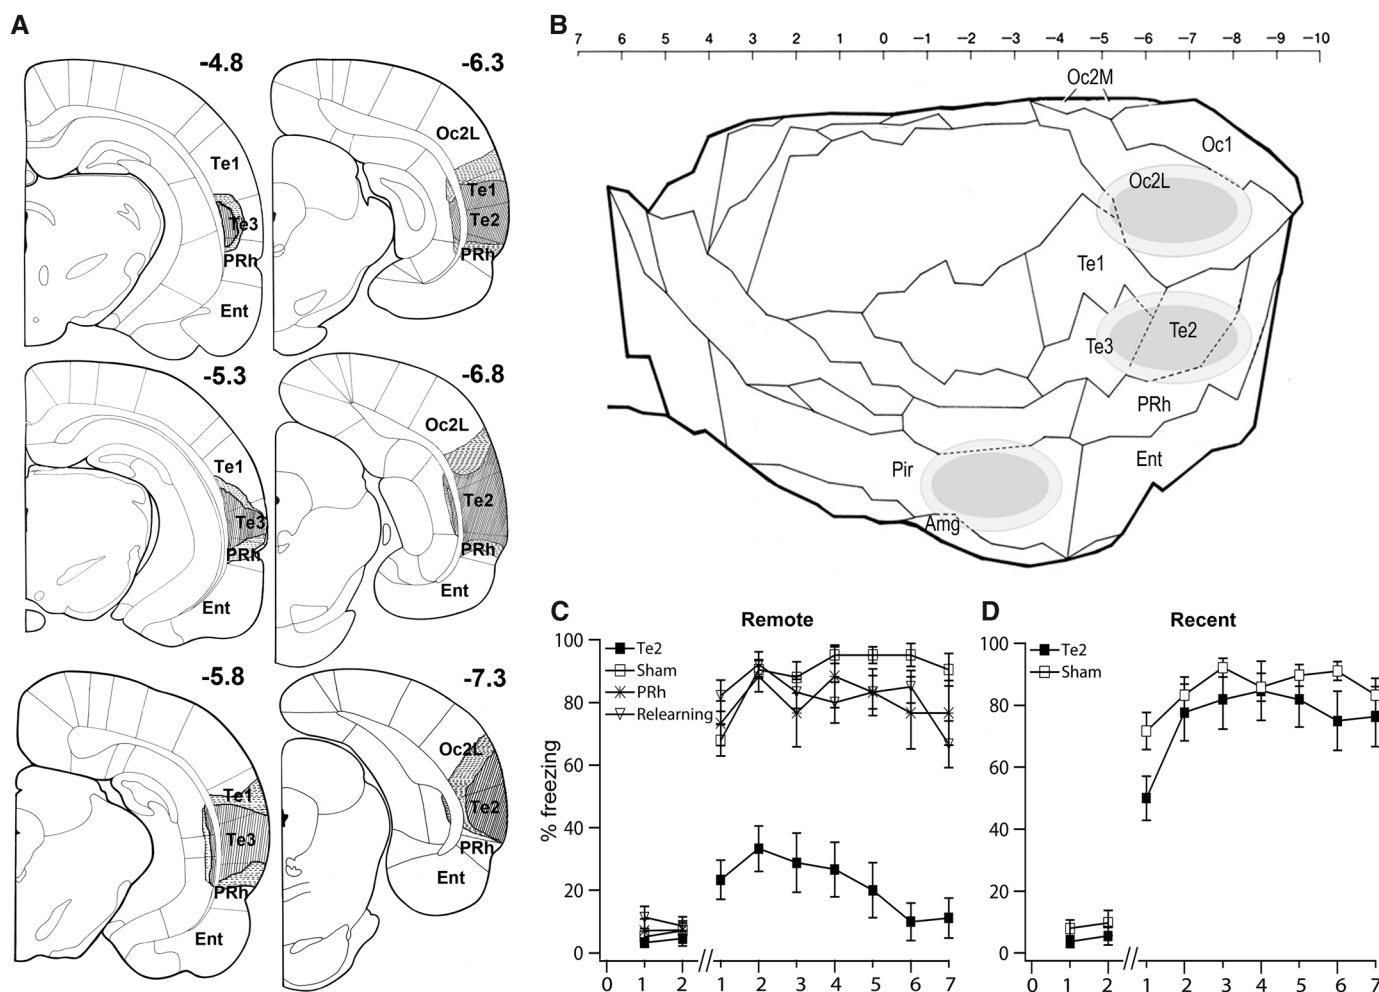 A
-4.8
Te1
Te3
PRh
Ent
-6.3
Oc2L
Te1
Te2
PRh
-5.3
Te1
Te3
PRh
Ent
-6.8
Oc2L
Te2
PRh
Ent
-5.8
Te1
Te3
PRh
Ent
-7.3
Oc2L
Te2
PRh
Ent
B
7 6 5 4 3 2 1 0 -1 -2 -3 -4 -5 -6 -7 -8 -9 -10
Oc2M
Oc1
Oc2L
Te1
Te2
Te3
PRh
Pir
Ent
Amg
C
Remote
100
80
60
40
20
0
% freezing
Te2
Sham
PRh
Relearning
0 1 2 1 2 3 4 5 6 7
D
Recent
100
80
60
40
20
0
Te2
Sham
0 1 2 1 2 3 4 5 6 7